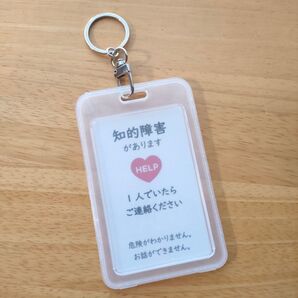 知的障害
があります
HELP
1人でいたら
ご連絡ください
危険がわかりません。
お話ができません。